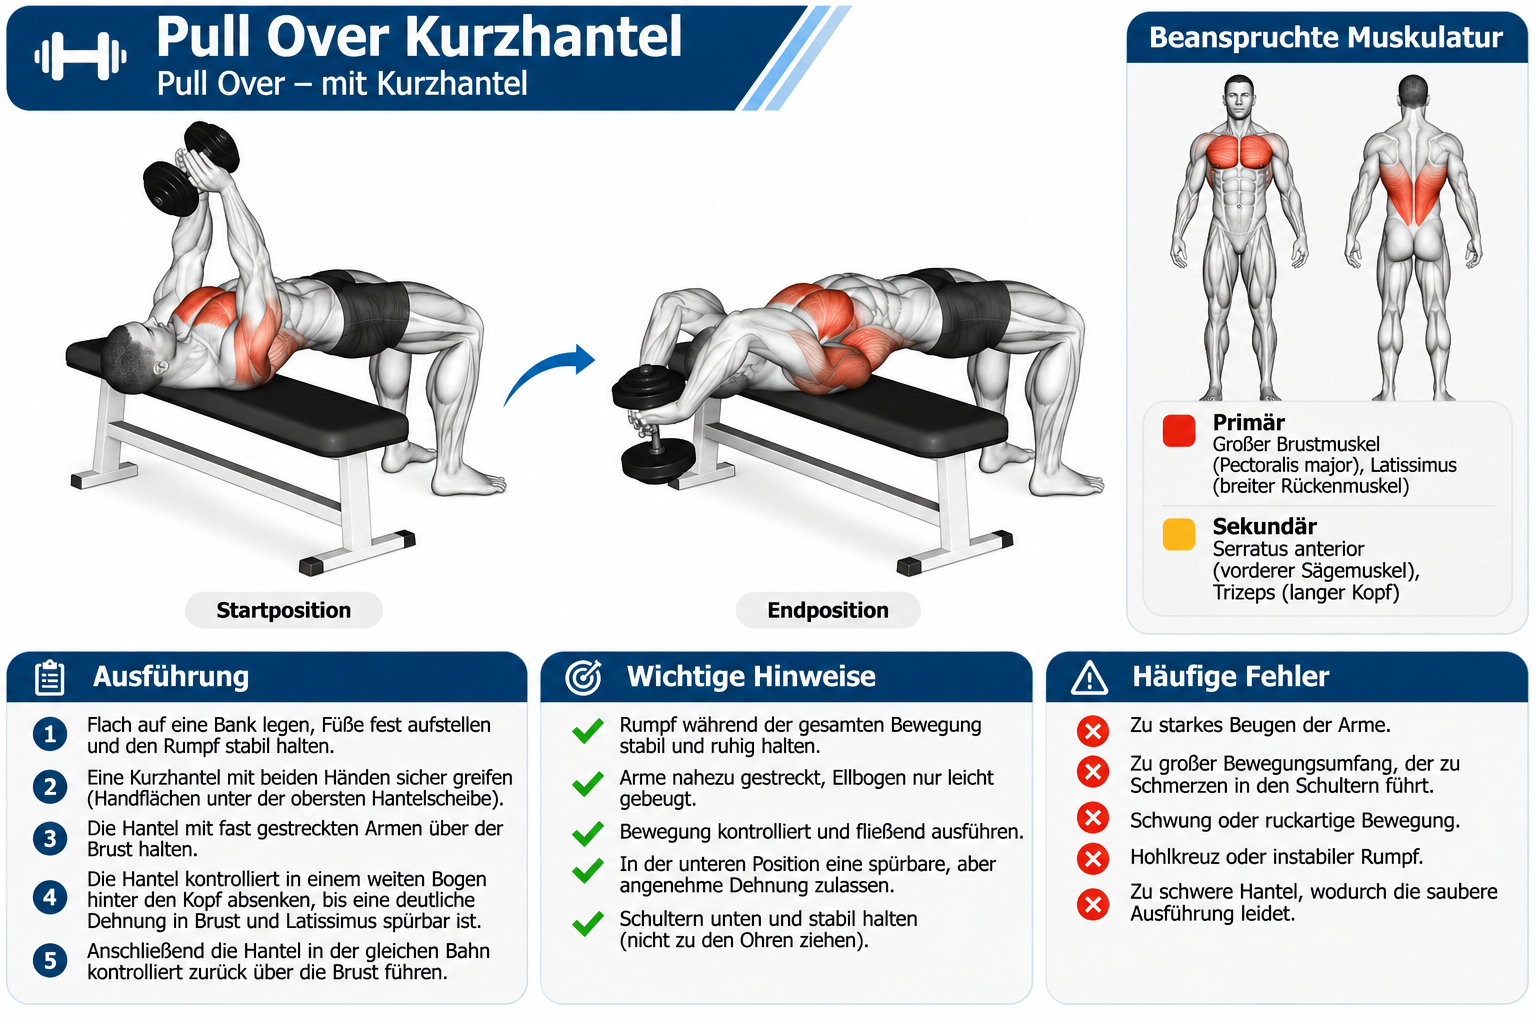 Pull Over Kurzhantel
Pull Over – mit Kurzhantel
Startposition
Endposition
Beanspruchte Muskulatur
Primär
Großer Brustmuskel
(Pectoralis major), Latissimus
(breiter Rückenmuskel)
Sekundär
Serratus anterior
(vorderer Sägemuskel),
Trizeps (langer Kopf)
Ausführung
1 Flach auf eine Bank legen, Füße fest aufstellen
und den Rumpf stabil halten.
2 Eine Kurzhantel mit beiden Händen sicher greifen
(Handflächen unter der obersten Hantelscheibe).
3 Die Hantel mit fast gestreckten Armen über der
Brust halten.
4 Die Hantel kontrolliert in einem weiten Bogen
hinter den Kopf absenken, bis eine deutliche
Dehnung in Brust und Latissimus spürbar ist.
5 Anschließend die Hantel in der gleichen Bahn
kontrolliert zurück über die Brust führen.
Wichtige Hinweise
Rumpf während der gesamten Bewegung
stabil und ruhig halten.
Arme nahezu gestreckt, Ellbogen nur leicht
gebeugt.
Bewegung kontrolliert und fließend ausführen.
In der unteren Position eine spürbare, aber
angenehme Dehnung zulassen.
Schultern unten und stabil halten
(nicht zu den Ohren ziehen).
Häufige Fehler
Zu starkes Beugen der Arme.
Zu großer Bewegungsumfang, der zu
Schmerzen in den Schultern führt.
Schwung oder ruckartige Bewegung.
Hohlkreuz oder instabiler Rumpf.
Zu schwere Hantel, wodurch die saubere
Ausführung leidet.